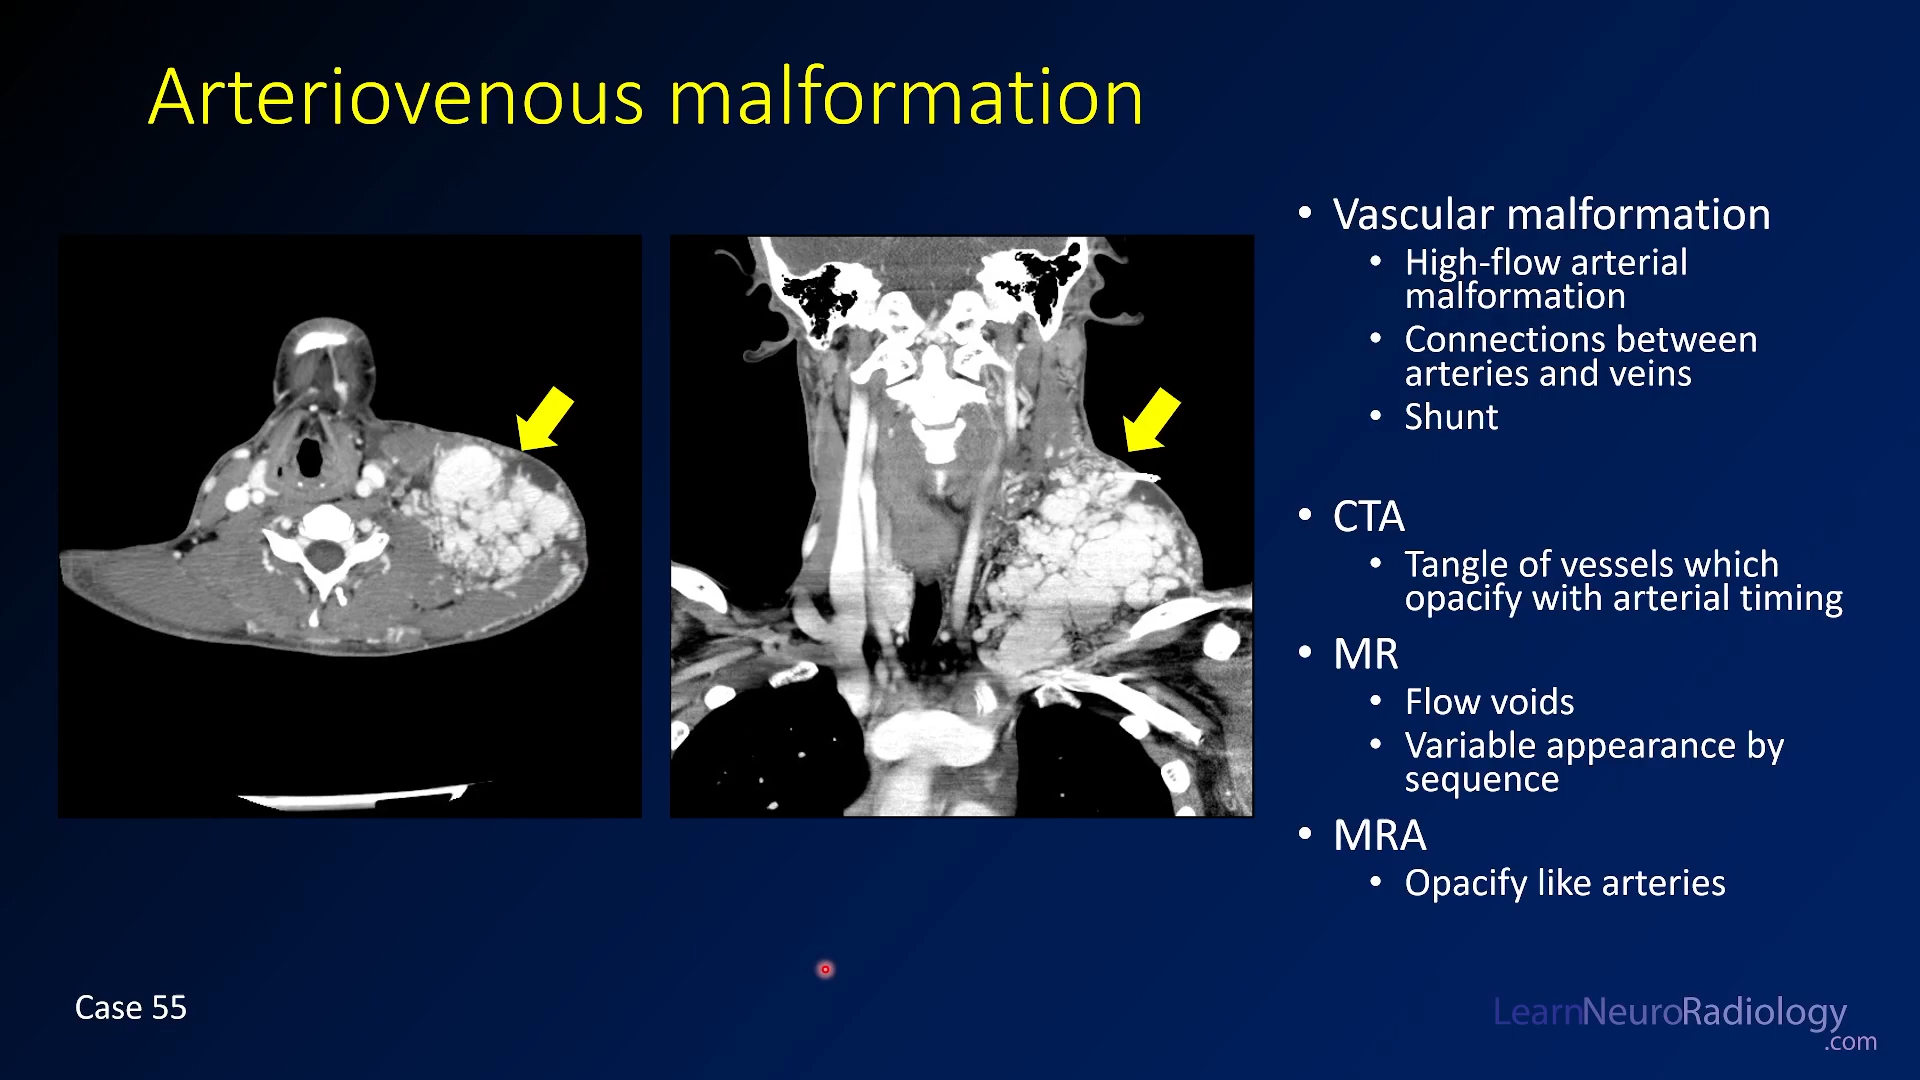 Arteriovenous malformation
• Vascular malformation
• High-flow arterial
malformation
• Connections between
arteries and veins
• Shunt
• CTA
• Tangle of vessels which
opacify with arterial timing
• MR
• Flow voids
• Variable appearance by
sequence
• MRA
• Opacify like arteries
Case 55
LearnNeuroRadiology
.com